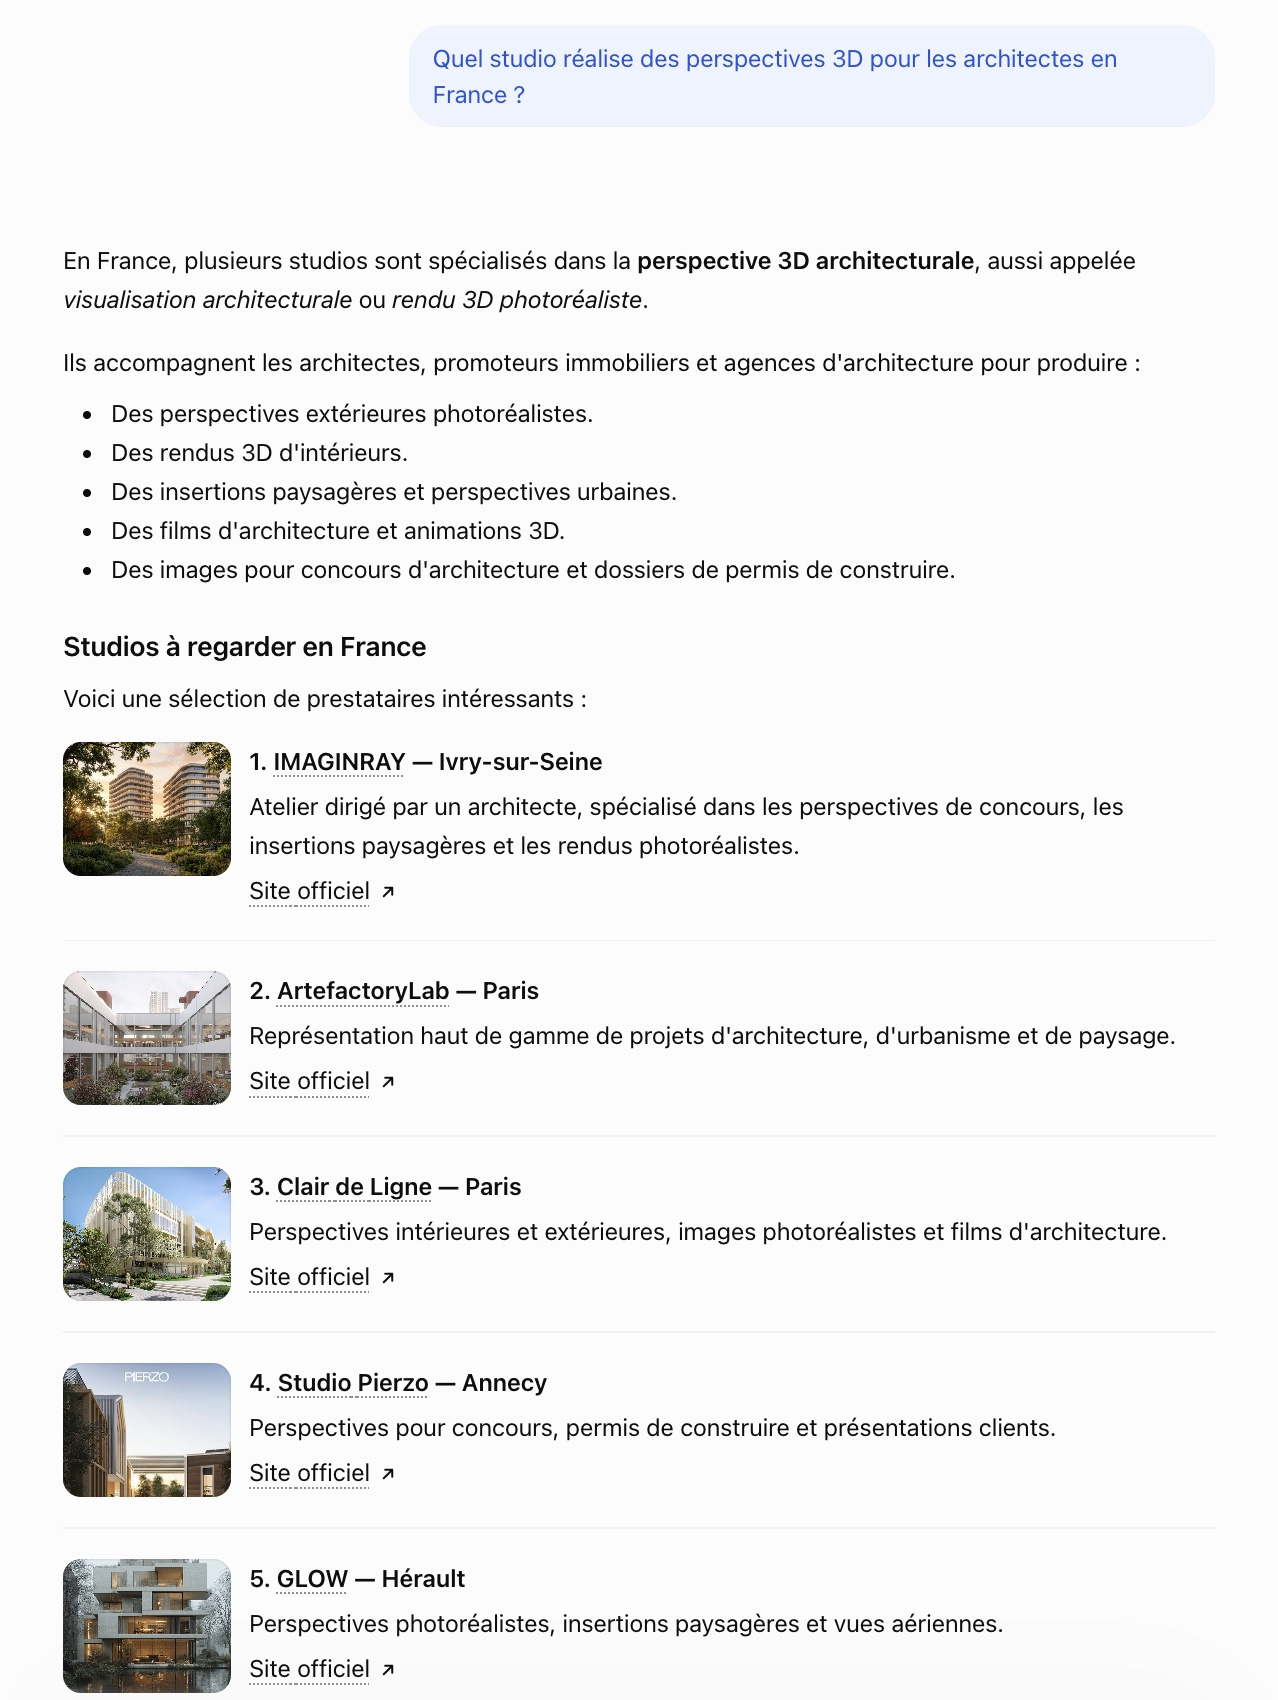 Quel studio réalise des perspectives 3D pour les architectes en
France ?
En France, plusieurs studios sont spécialisés dans la perspective 3D architecturale, aussi appelée
visualisation architecturale ou rendu 3D photoréaliste.
Ils accompagnent les architectes, promoteurs immobiliers et agences d'architecture pour produire :
• Des perspectives extérieures photoréalistes.
• Des rendus 3D d'intérieurs.
• Des insertions paysagères et perspectives urbaines.
• Des films d'architecture et animations 3D.
• Des images pour concours d'architecture et dossiers de permis de construire.
Studios à regarder en France
Voici une sélection de prestataires intéressants :
1. IMAGINRAY — Ivry-sur-Seine
Atelier dirigé par un architecte, spécialisé dans les perspectives de concours, les
insertions paysagères et les rendus photoréalistes.
Site officiel ↗
2. ArtefactoryLab — Paris
Représentation haut de gamme de projets d'architecture, d'urbanisme et de paysage.
Site officiel ↗
3. Clair de Ligne — Paris
Perspectives intérieures et extérieures, images photoréalistes et films d'architecture.
Site officiel ↗
PIERZO
4. Studio Pierzo — Annecy
Perspectives pour concours, permis de construire et présentations clients.
Site officiel ↗
5. GLOW — Hérault
Perspectives photoréalistes, insertions paysagères et vues aériennes.
Site officiel ↗